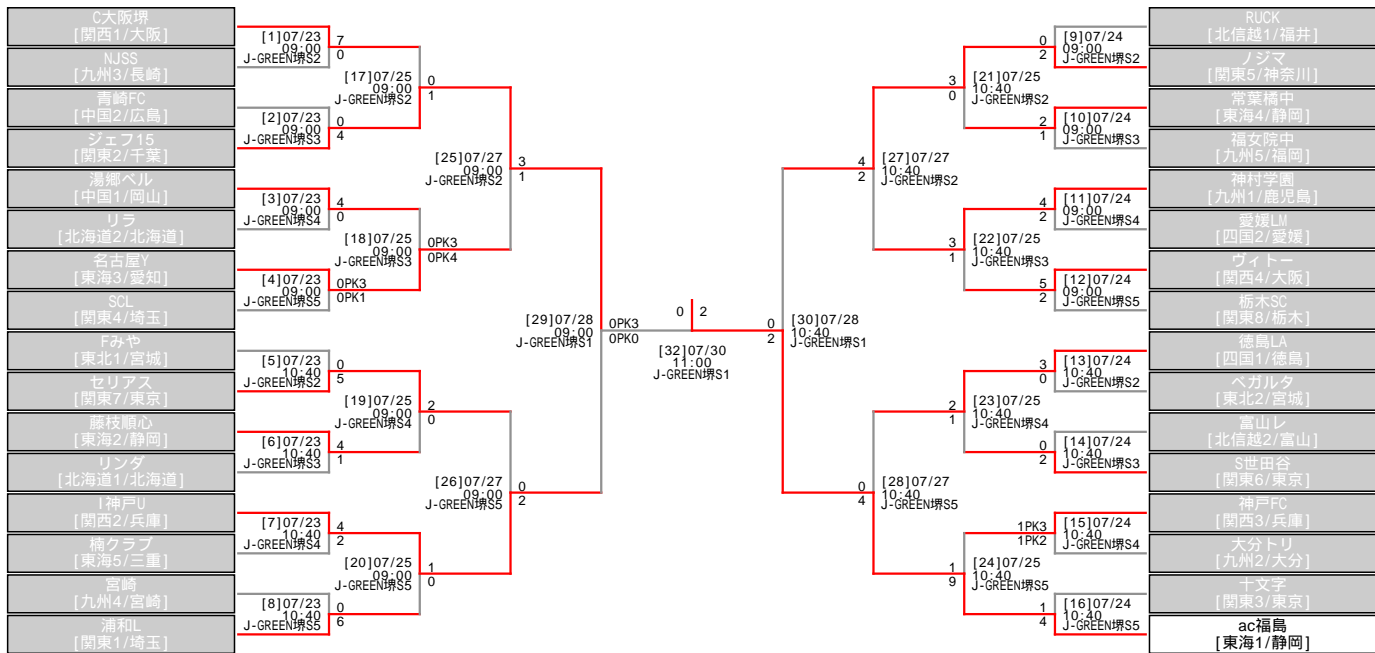 C大阪堺
[関西1/大阪]
NJSS
[九州3/長崎]
青崎FC
[中国2/広島]
ジェフ15
[関東2/千葉]
湯郷ベル
[中国1/岡山]
リラ
[北海道2/北海道]
名古屋Y
[東海3/愛知]
SCL
[関東4/埼玉]
Fみや
[東北1/宮城]
セリアス
[関東7/東京]
藤枝順心
[東海2/静岡]
リンダ
[北海道1/北海道]
I神戸U
[関西2/兵庫]
楠クラブ
[東海5/三重]
宮崎
[九州4/宮崎]
浦和L
[関東1/埼玉]
[1]07/23 7
09:00 0
J-GREEN堺S2
[2]07/23 0
09:00 4
J-GREEN堺S3
[3]07/23 4
09:00 0
J-GREEN堺S4
[4]07/23 0PK3
09:00 0PK1
J-GREEN堺S5
[5]07/23 0
10:40 5
J-GREEN堺S2
[6]07/23 4
10:40 1
J-GREEN堺S3
[7]07/23 4
10:40 2
J-GREEN堺S4
[8]07/23 0
10:40 6
J-GREEN堺S5
[17]07/25 0
09:00 1
J-GREEN堺S2
[18]07/25 0PK3
09:00 0PK4
J-GREEN堺S3
[19]07/25 2
09:00 0
J-GREEN堺S4
[20]07/25 1
09:00 0
J-GREEN堺S5
[25]07/27 3
09:00 1
J-GREEN堺S2
[26]07/27 0
09:00 2
J-GREEN堺S5
[29]07/28 0PK3
09:00 0PK0
J-GREEN堺S1
0 2
[32]07/30
11:00
J-GREEN堺S1
0 [30]07/28
2 10:40
J-GREEN堺S1
4 [27]07/27
2 10:40
J-GREEN堺S2
0 [28]07/27
4 10:40
J-GREEN堺S5
3 [21]07/25
0 10:40
J-GREEN堺S2
3 [22]07/25
1 10:40
J-GREEN堺S3
2 [23]07/25
1 10:40
J-GREEN堺S4
1 [24]07/25
9 10:40
J-GREEN堺S5
0 [9]07/24
2 09:00
J-GREEN堺S2
2 [10]07/24
1 09:00
J-GREEN堺S3
4 [11]07/24
2 09:00
J-GREEN堺S4
5 [12]07/24
2 09:00
J-GREEN堺S5
3 [13]07/24
0 10:40
J-GREEN堺S2
0 [14]07/24
2 10:40
J-GREEN堺S3
1PK3 [15]07/24
1PK2 10:40
J-GREEN堺S4
1 [16]07/24
4 10:40
J-GREEN堺S5
RUCK
[北信越1/福井]
ノジマ
[関東5/神奈川]
常葉橘中
[東海4/静岡]
福女院中
[九州5/福岡]
神村学園
[九州1/鹿児島]
愛媛LM
[四国2/愛媛]
ヴィトー
[関西4/大阪]
栃木SC
[関東8/栃木]
徳島LA
[四国1/徳島]
ベガルタ
[東北2/宮城]
富山レ
[北信越2/富山]
S世田谷
[関東6/東京]
神戸FC
[関西3/兵庫]
大分トリ
[九州2/大分]
十文字
[関東3/東京]
ac福島
[東海1/静岡]